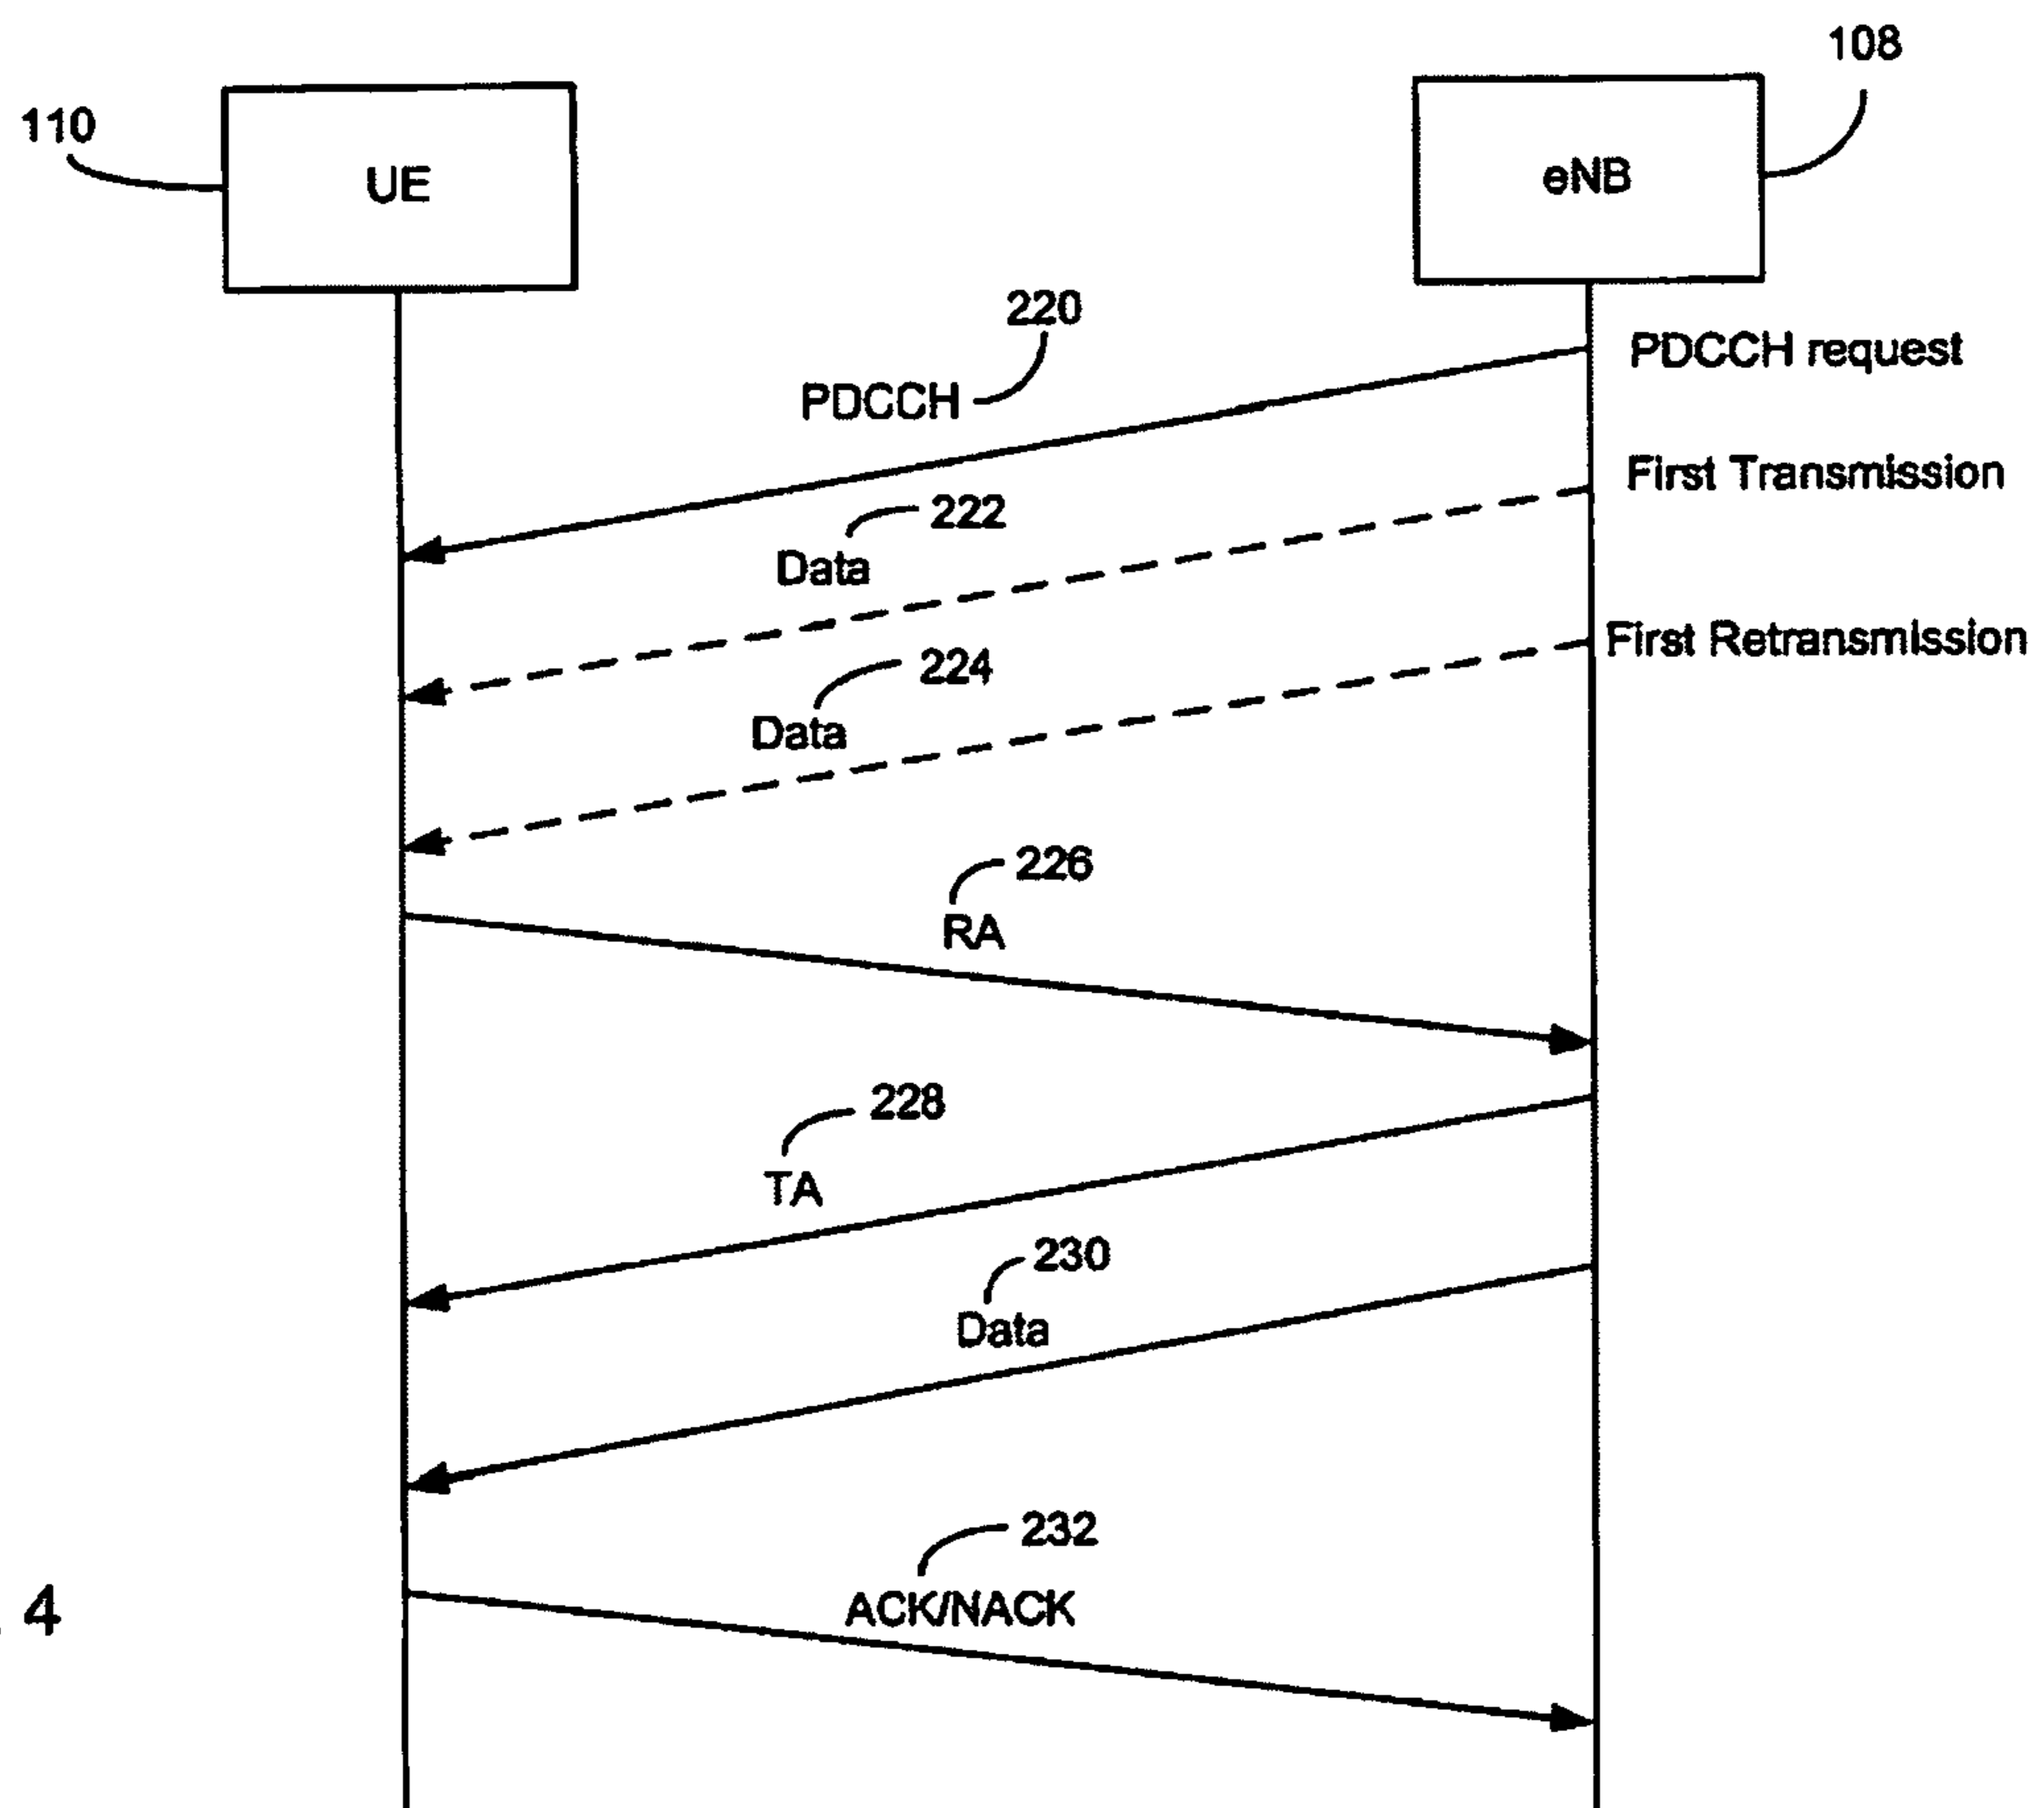 108
110
UE
eNB
220
PDCCH request
PDCCH
First Transmission
222
Data
First Retransmission
224
Data
226
RA
228
TA
230
Data
232
ACK/NACK
4